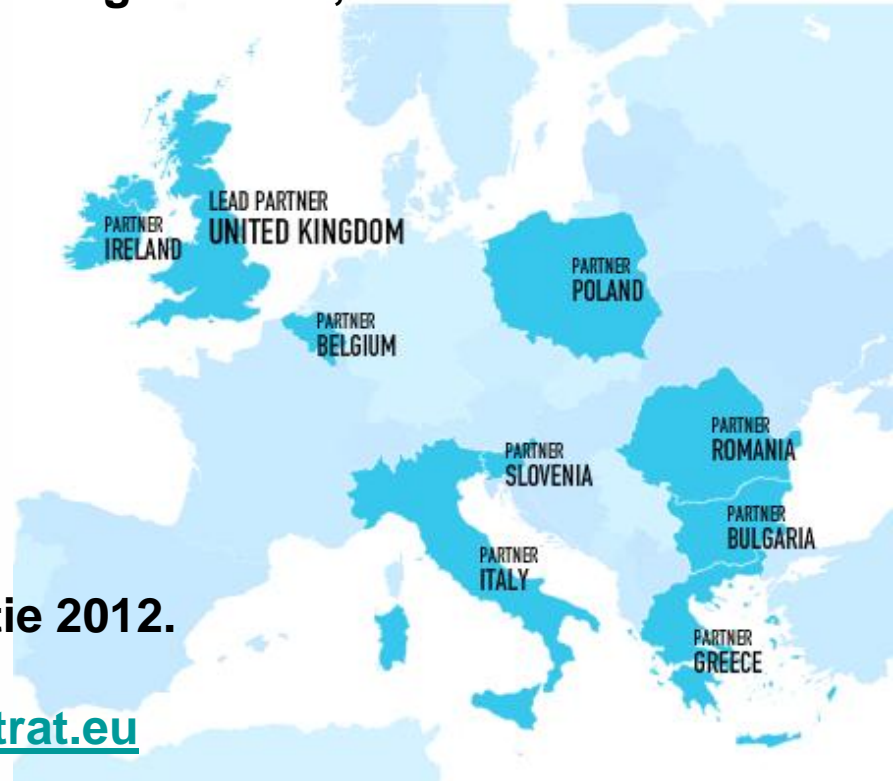 LEAD PARTNER
UNITED KINGDOM
PARTNER
IRELAND
PARTNER
POLAND
PARTNER
BELGIUM
PARTNER
ROMANIA
PARTNER
SLOVENIA
PARTNER
BULGARIA
PARTNER
ITALY
tie 2012.
PARTNER
GREECE
trat.eu